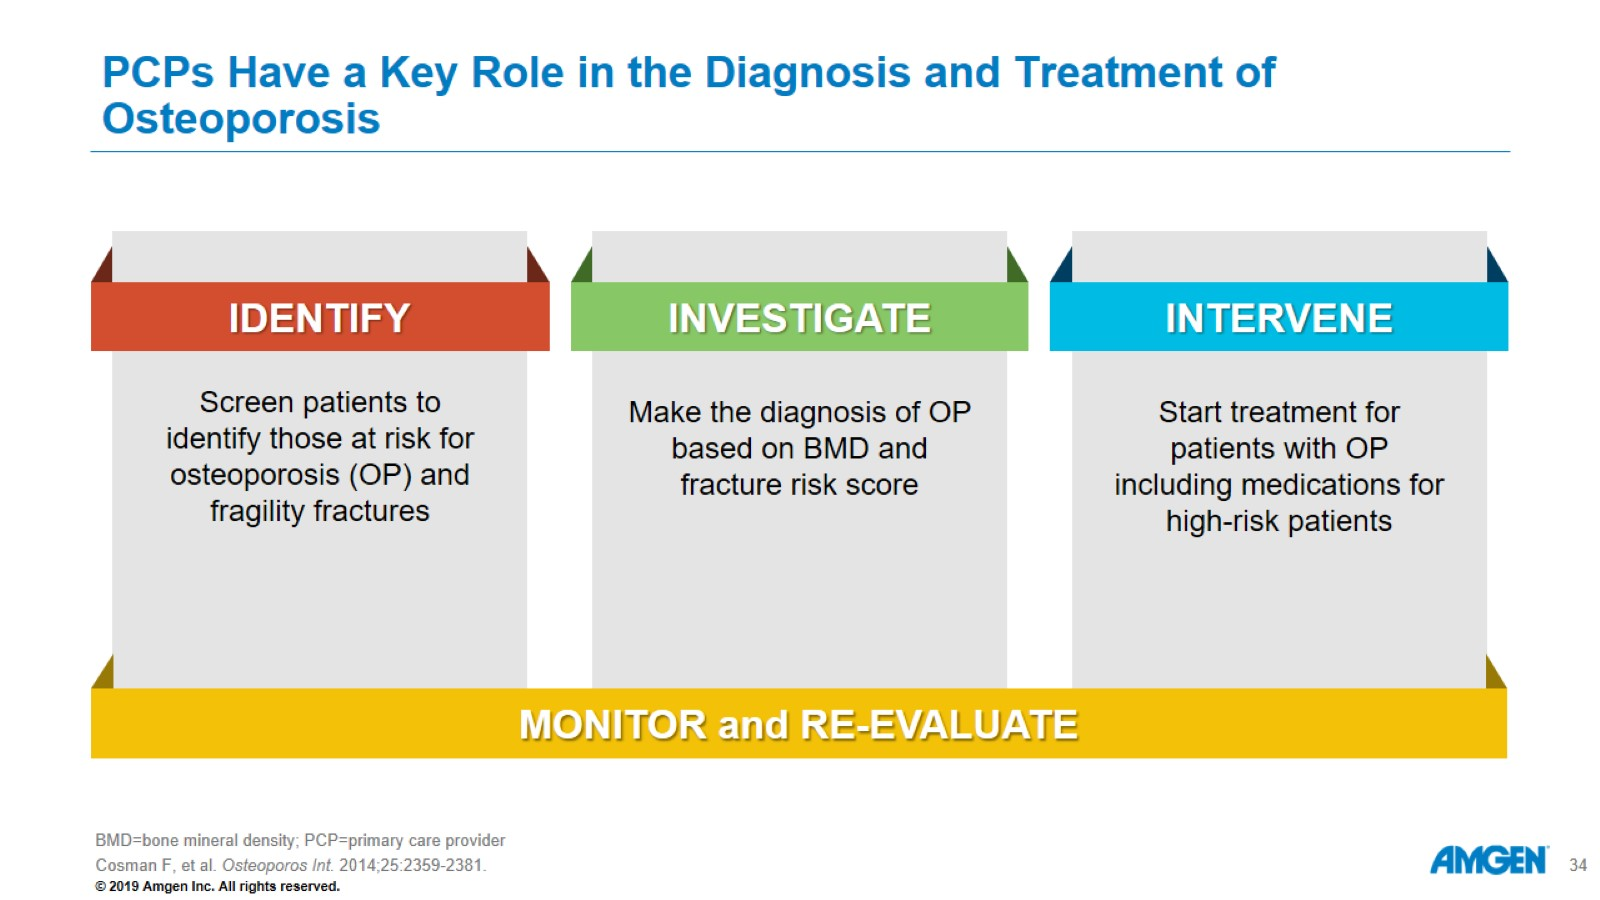 PCPs Have a Key Role in the Diagnosis and Treatment of
Osteoporosis
IDENTIFY
Screen patients to
identify those at risk for
osteoporosis (OP) and
fragility fractures
INVESTIGATE
Make the diagnosis of OP
based on BMD and
fracture risk score
INTERVENE
Start treatment for
patients with OP
including medications for
high-risk patients
MONITOR and RE-EVALUATE
BMD=bone mineral density; PCP=primary care provider
Cosman F, et al. Osteoporos Int. 2014;25:2359-2381.
© 2019 Amgen Inc. All rights reserved.
AMGEN
34